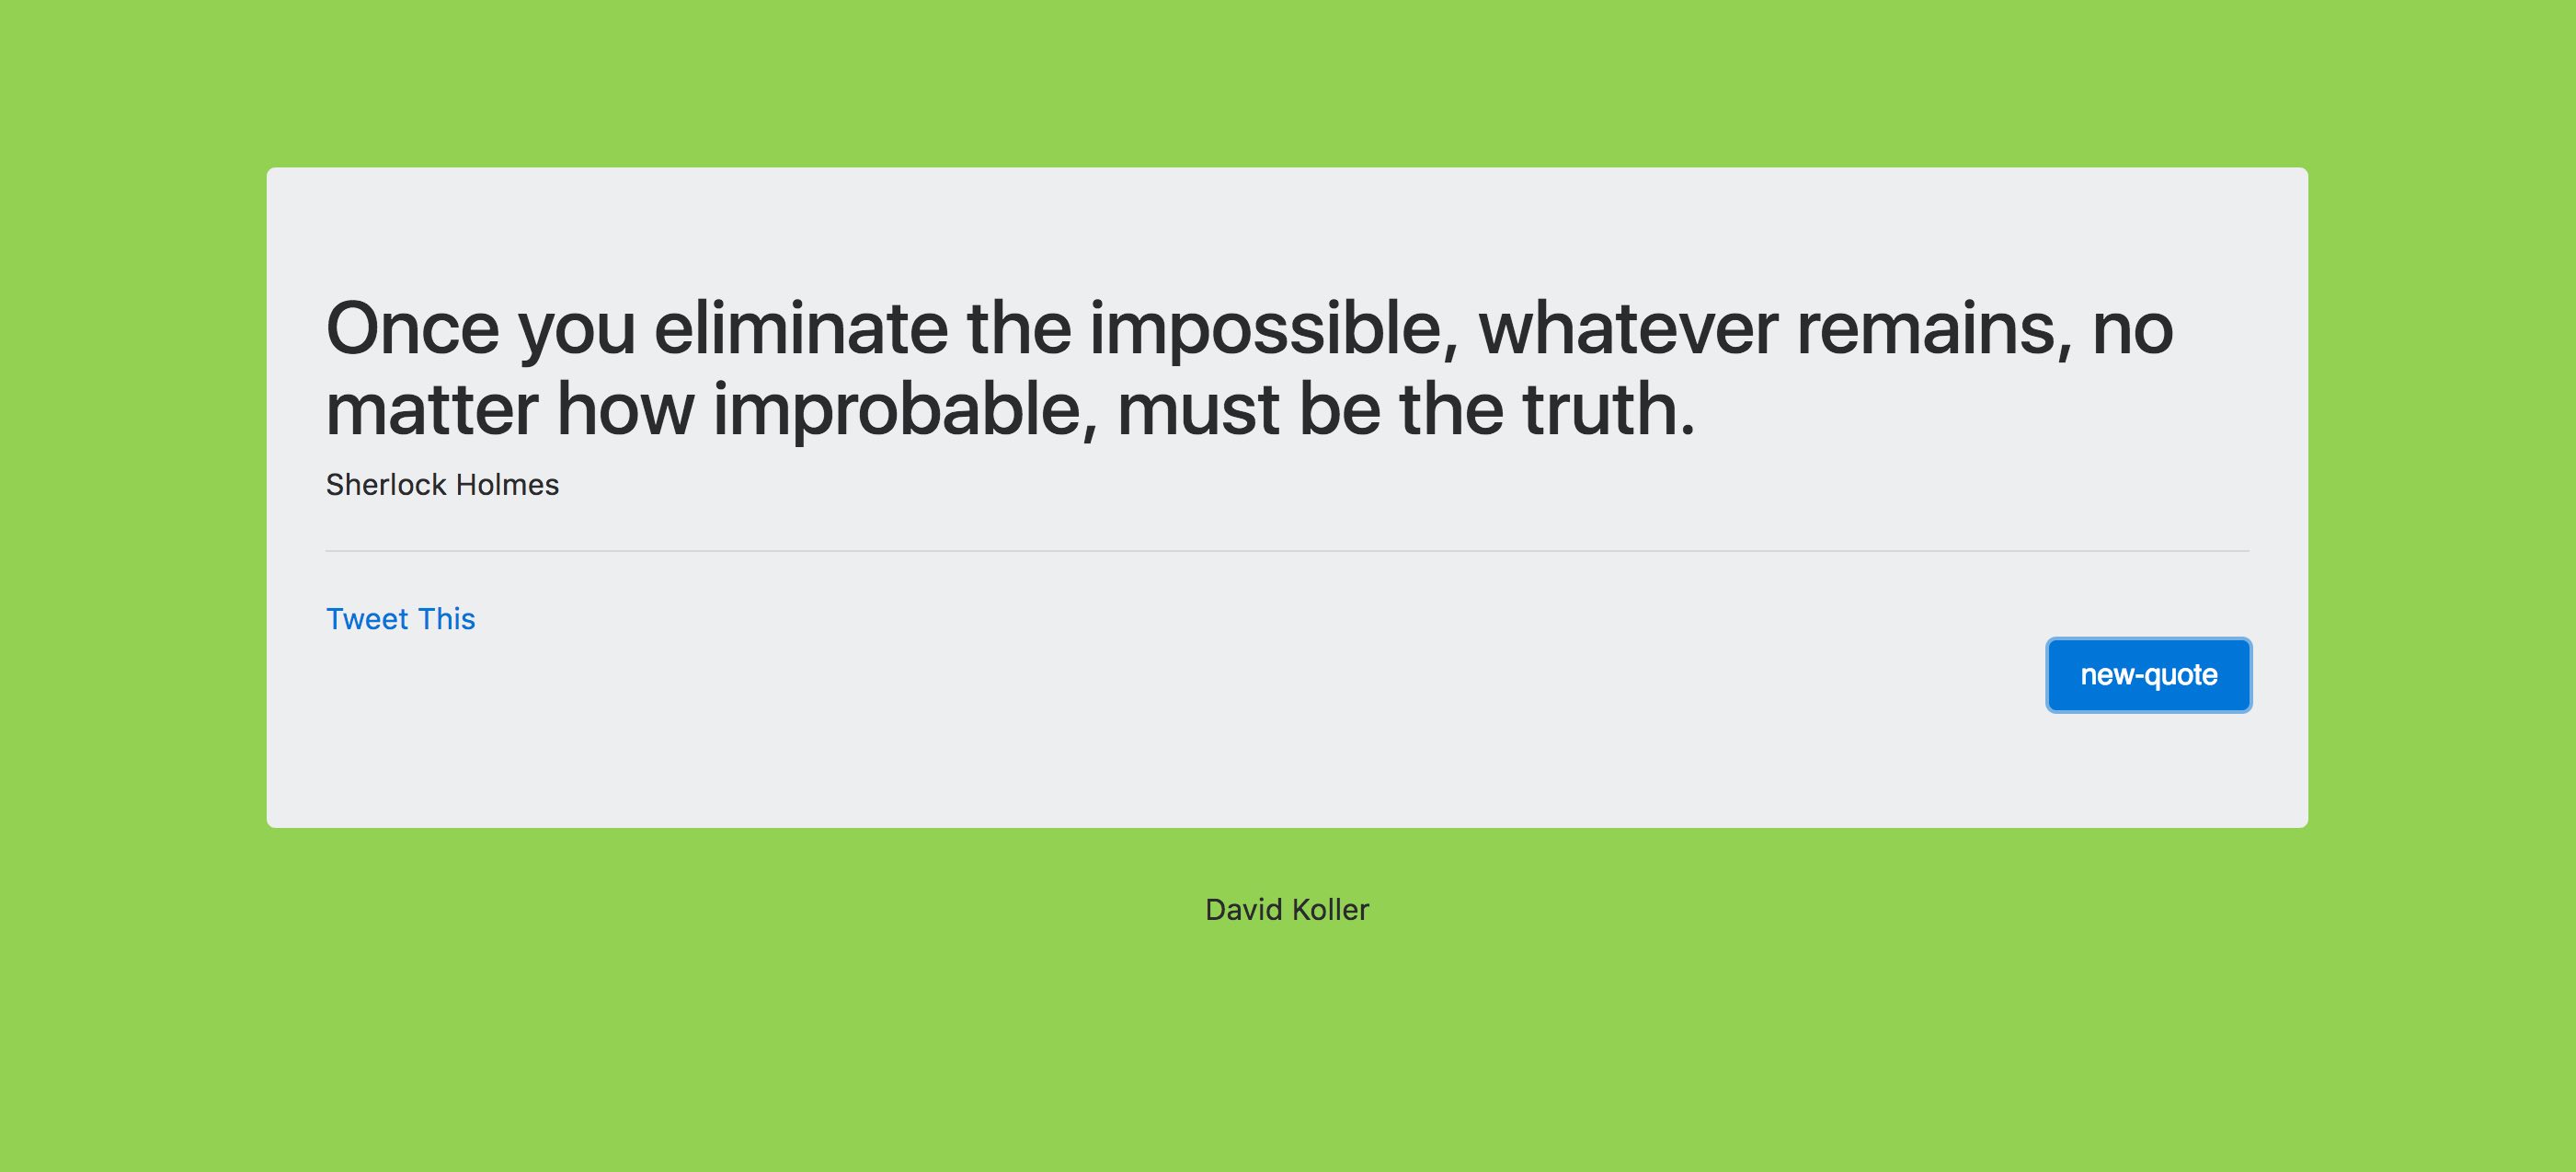 Once you eliminate the impossible, whatever remains, no
matter how improbable, must be the truth.
Sherlock Holmes
Tweet This
new-quote
David Koller